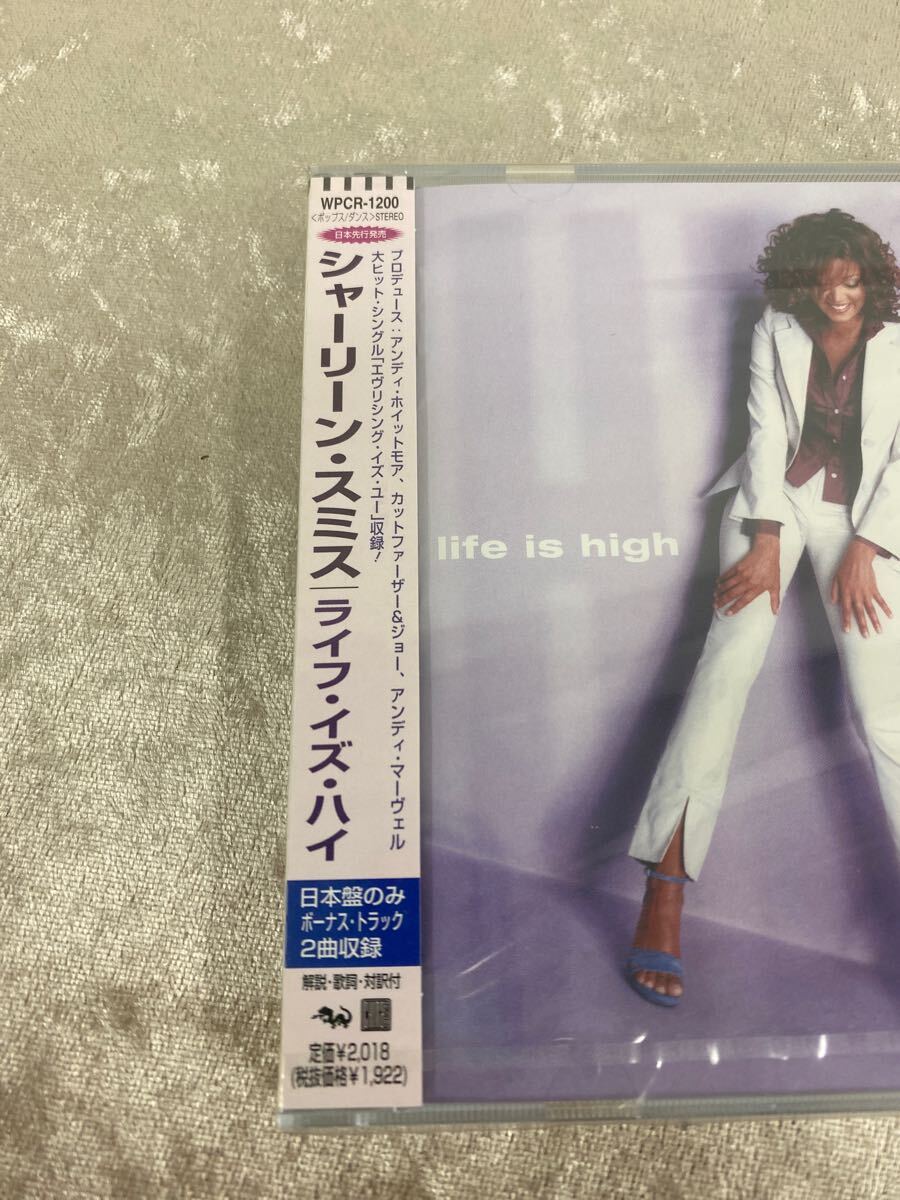 WPCR-1200
<ポップス/ダンス>STEREO
日本先行発売
プロデュース：アンディ・ホイットモア、カットファーザー&ジョー、アンディ・マーヴェル
大ヒット・シングル「エヴリシング・イズ・ユー」収録！
シャーリーン・スミス|ライフ・イズ・ハイ
日本盤のみ
ボーナス・トラック
2曲収録
解説・歌詞・対訳付
定価¥2,018
(税抜価格¥1,922)
life is high